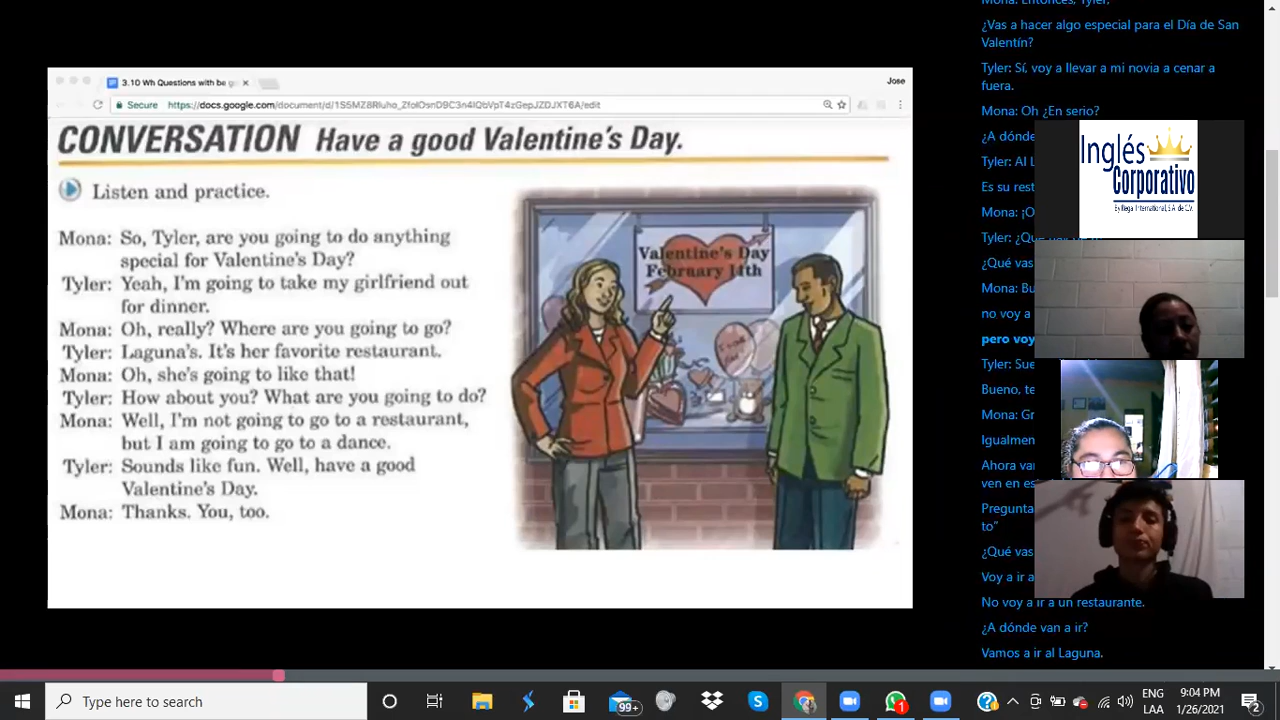 3.10 Wh Questions with be g
Jose
Secure
https://docs.google.com/document/d/1S5MZ8Rluho_ZfolOsnD9C3n4IQbVpT4zGepJZDJXT6A/edit
CONVERSATION Have a good Valentine's Day.
Listen and practice.
Mona: So, Tyler, are you going to do anything
special for Valentine's Day?
Tyler: Yeah, I'm going to take my girlfriend out
for dinner.
Mona: Oh, really? Where are you going to go?
Tyler: Laguna's. It's her favorite restaurant.
Mona: Oh, she's going to like that!
Tyler: How about you? What are you going to do?
Mona: Well, I'm not going to go to a restaurant,
but I am going to go to a dance.
Tyler: Sounds like fun. Well, have a good
Valentine's Day.
Mona: Thanks. You, too.
Valentine's Day
February 14th
Mona: Entonces, Tyler,
¿Vas a hacer algo especial para el Día de San
Valentín?
Tyler: Sí, voy a llevar a mi novia a cenar a
fuera.
Mona: Oh ¿En serio?
¿A dónde
Tyler: Al L
Es su rest
Mona: ¡O
Tyler: ¿Qu
¿Qué vas
Mona: Bu
no voy a
pero voy
Tyler: Sue
Bueno, te
Mona: Gr
Igualmen
Ahora va
ven en es
Pregunta
to"
¿Qué vas
Voy a ir a
No voy a ir a un restaurante.
¿A dónde van a ir?
Vamos a ir al Laguna.
Inglés
Corporativo
By Ilega International, S.A. de C.V.
Type here to search
99+
1
ENG
LAA
9:04 PM
1/26/2021
2